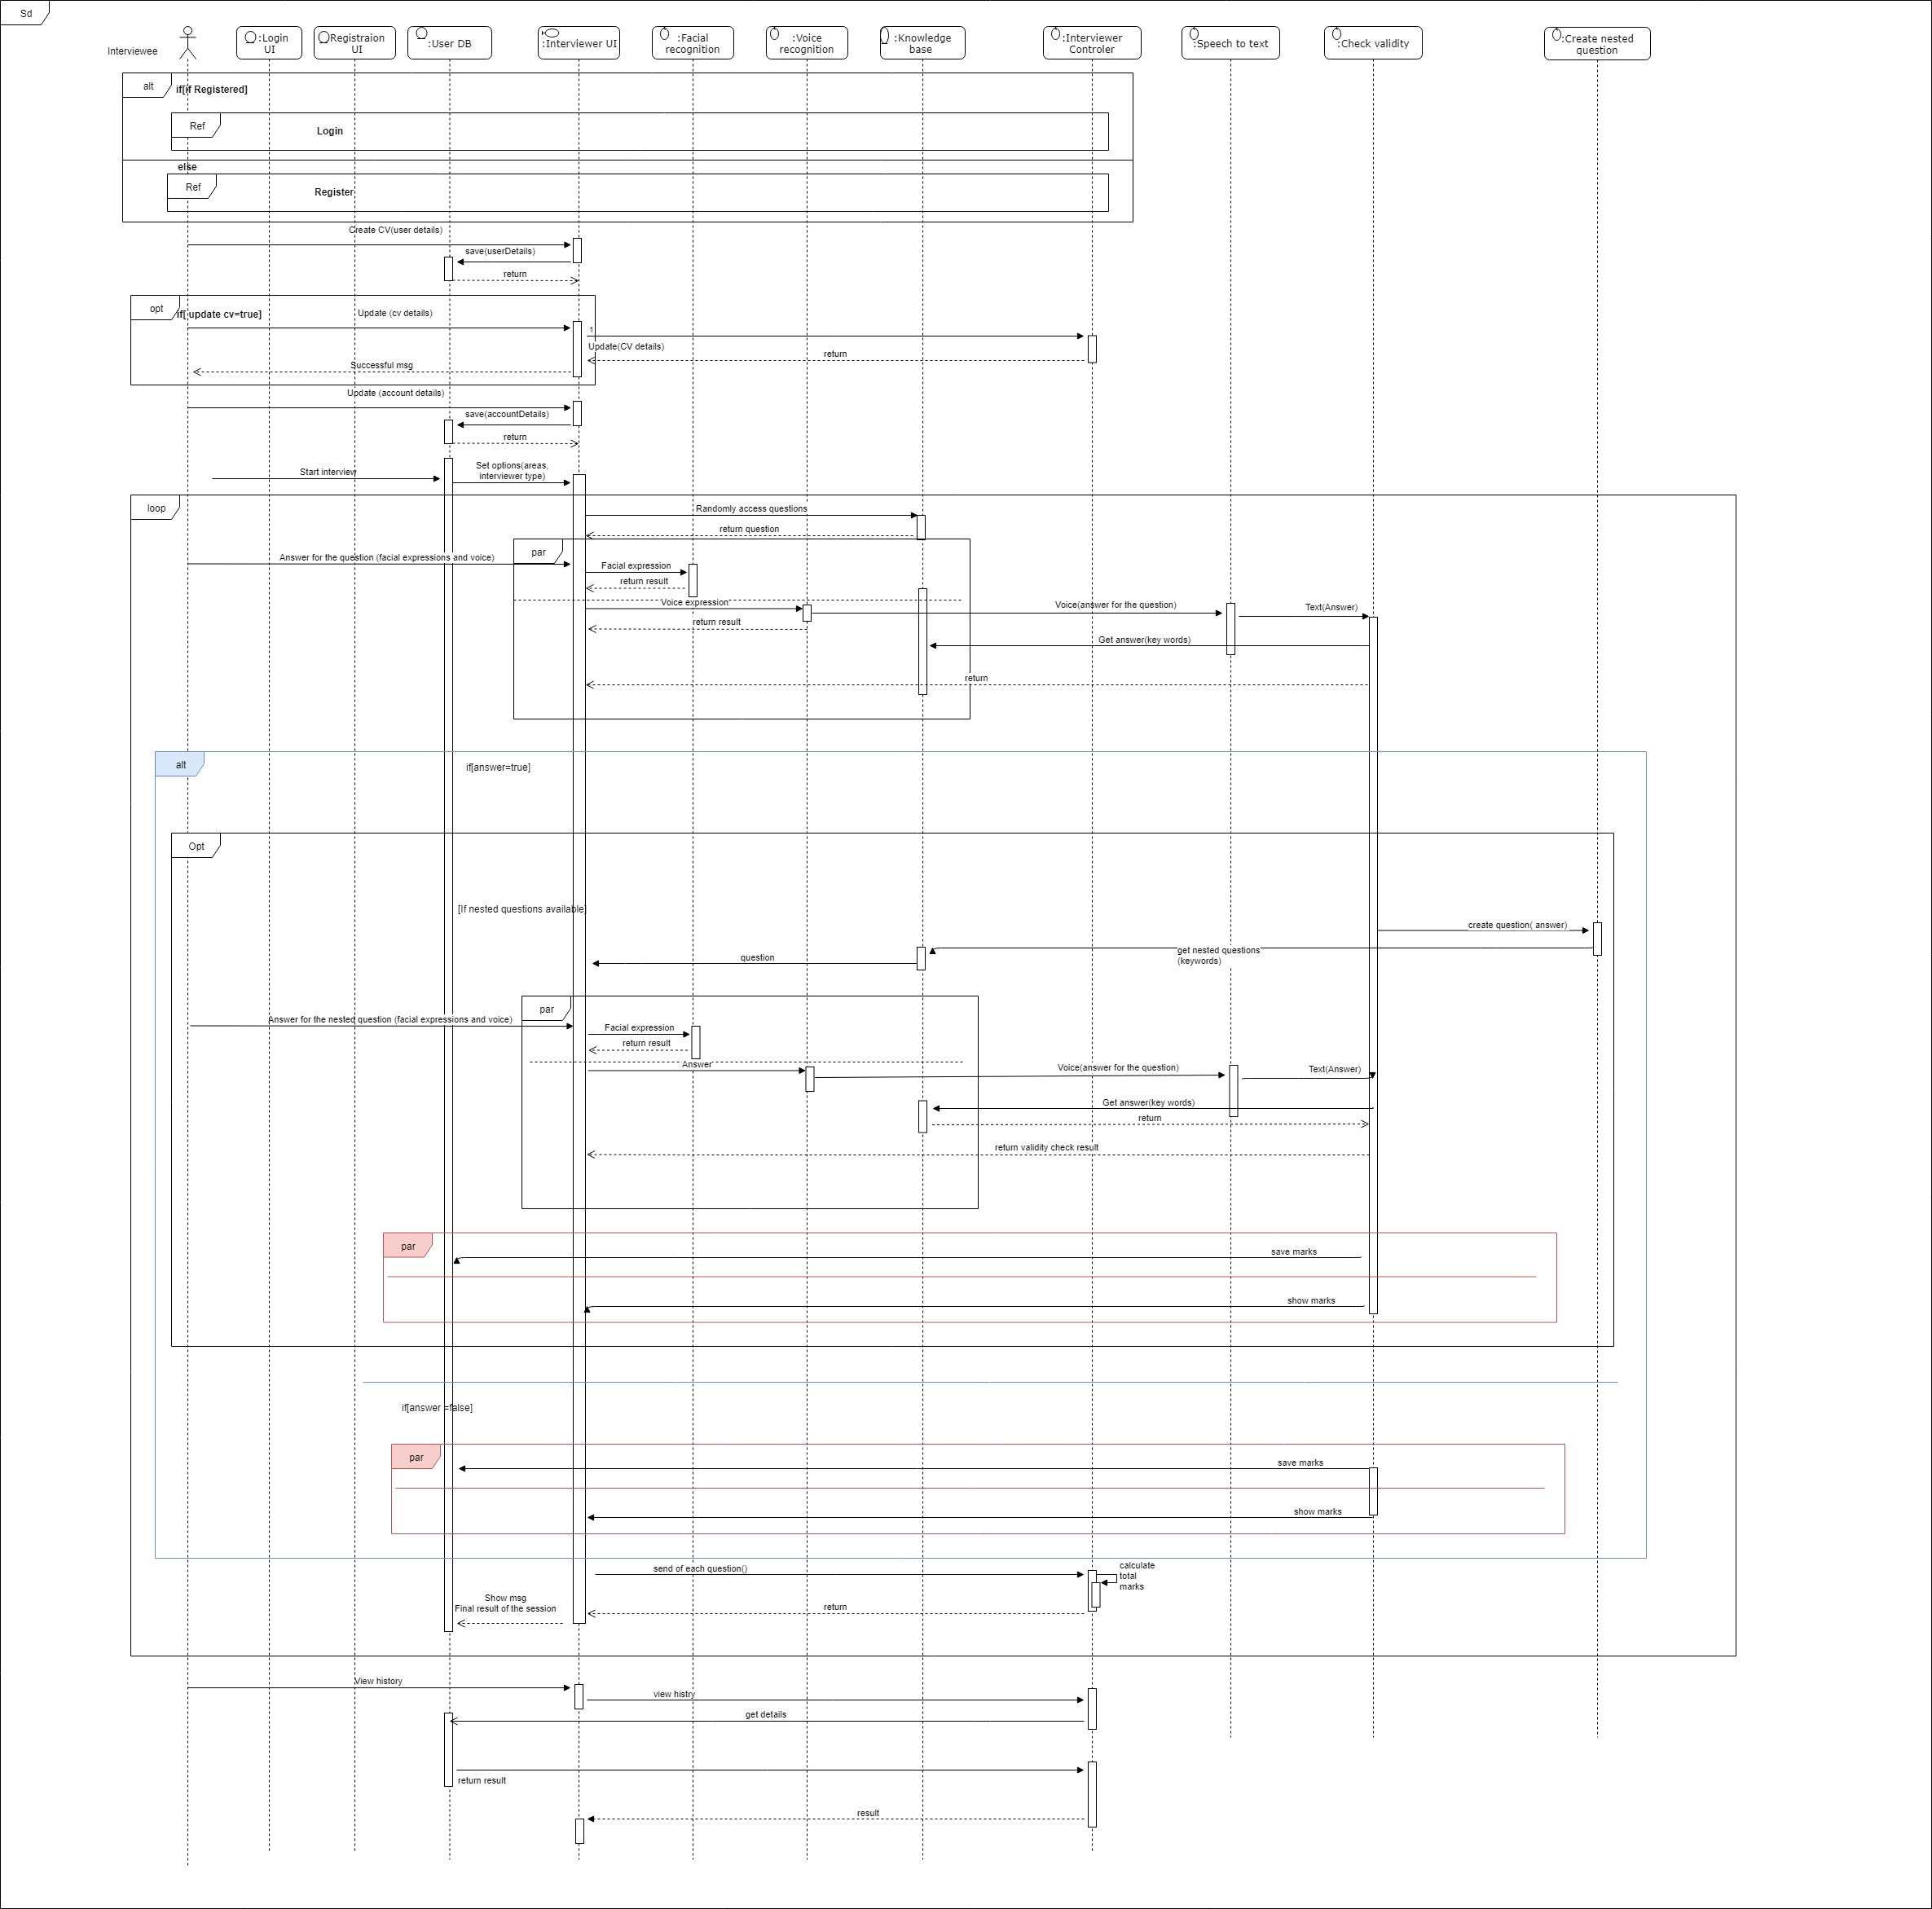 Sd
Interviewee
:Login
UI
Registraion
UI
:User DB
:Interviewer UI
:Facial
recognition
:Voice
recognition
:Knowledge
base
:Interviewer
Controler
:Speech to text
:Check validity
:Create nested
question
alt
if[if Registered]
Ref
Login
else
Ref
Register
Create CV(user details)
save(userDetails)
return
opt
if[ update cv=true]
Update (cv details)
1
Update(CV details)
return
Successful msg
Update (account details)
save(accountDetails)
return
Start interview
Set options(areas,
interviewer type)
loop
Randomly access questions
return question
par
Answer for the question (facial expressions and voice)
Facial expression
return result
Voice expression
Voice(answer for the question)
Text(Answer)
return result
Get answer(key words)
return
alt
if[answer=true]
Opt
[If nested questions available]
create question( answer)
get nested questions
(keywords)
question
par
Answer for the nested question (facial expressions and voice)
Facial expression
return result
Answer
Voice(answer for the question)
Text(Answer)
Get answer(key words)
return
return validity check result
par
save marks
show marks
if[answer =false]
par
save marks
show marks
send of each question()
calculate
total
marks
Show msg
Final result of the session
return
View history
view histry
get details
return result
result